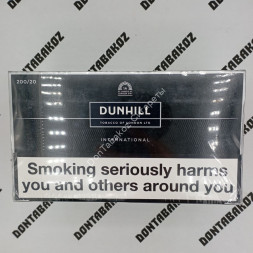 200/20
DUNHILL
TOBACCO OF LONDON LTD
INTERNATIONAL
DonTabakoz
Smoking seriously harms
you and others around you
DONTABAKOZ